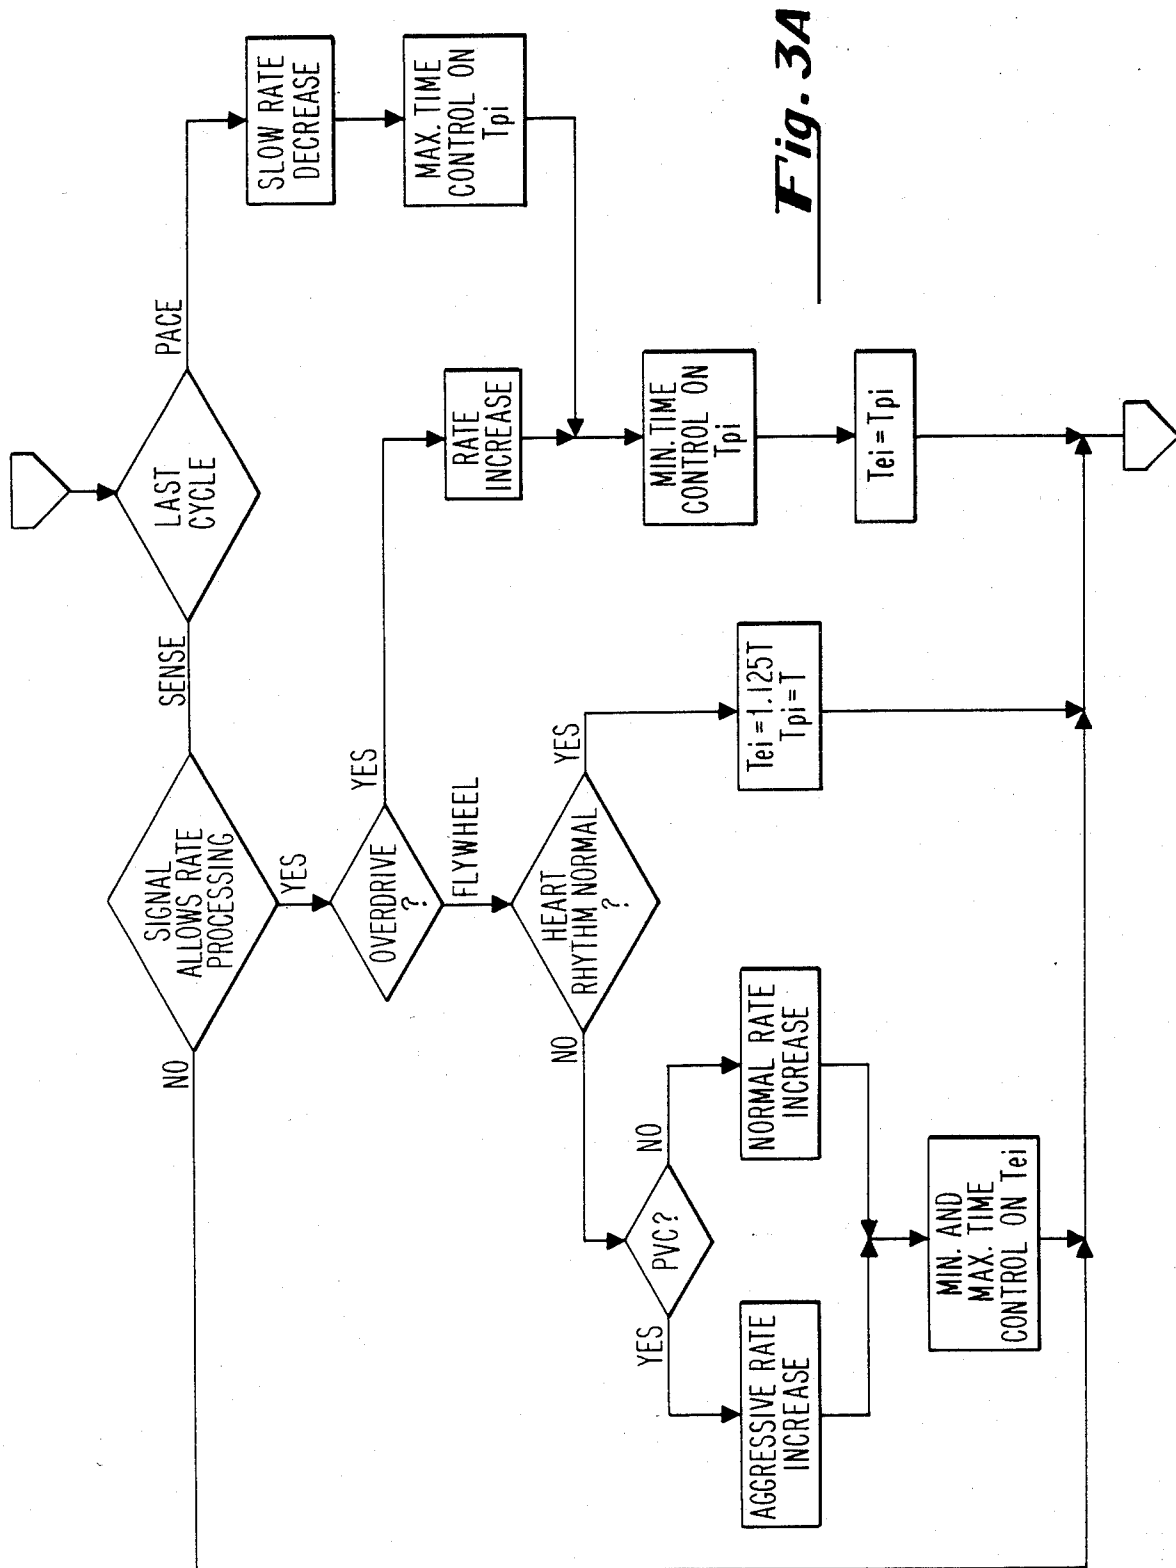 LAST
CYCLE
PACE
SENSE
SLOW RATE
DECREASE
MAX. TIME
CONTROL ON
Tpi
SIGNAL
ALLOWS RATE
PROCESSING
NO
YES
OVERDRIVE
?
YES
FLYWHEEL
RATE
INCREASE
MIN. TIME
CONTROL ON
Tpi
Tei = Tpi
HEART
RHYTHM NORMAL
?
YES
NO
Tei = 1.125T
Tpi = T
PVC?
YES
NO
AGGRESSIVE RATE
INCREASE
NORMAL RATE
INCREASE
MIN. AND
MAX. TIME
CONTROL ON Tei
Fig. 3A